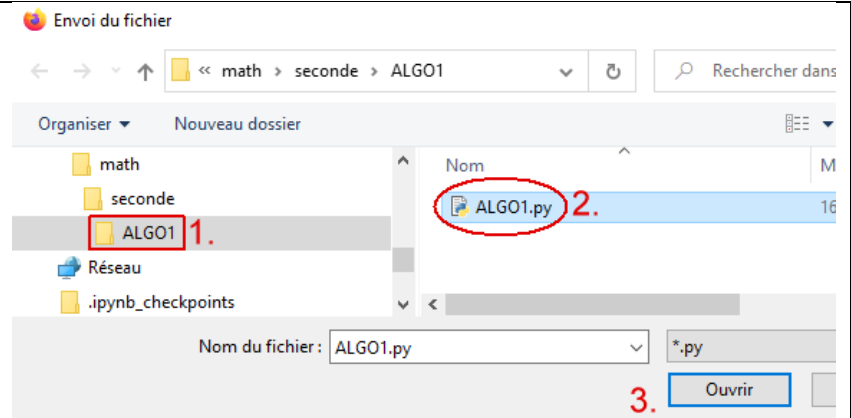 Envoi du fichier
« math > seconde > ALGO1
Rechercher dans
Organiser Nouveau dossier
math
Nom
M
seconde
ALGO1.py 2.
16
ALGO1 1.
Réseau
.ipynb_checkpoints
Nom du fichier : ALGO1.py
*.py
3. Ouvrir